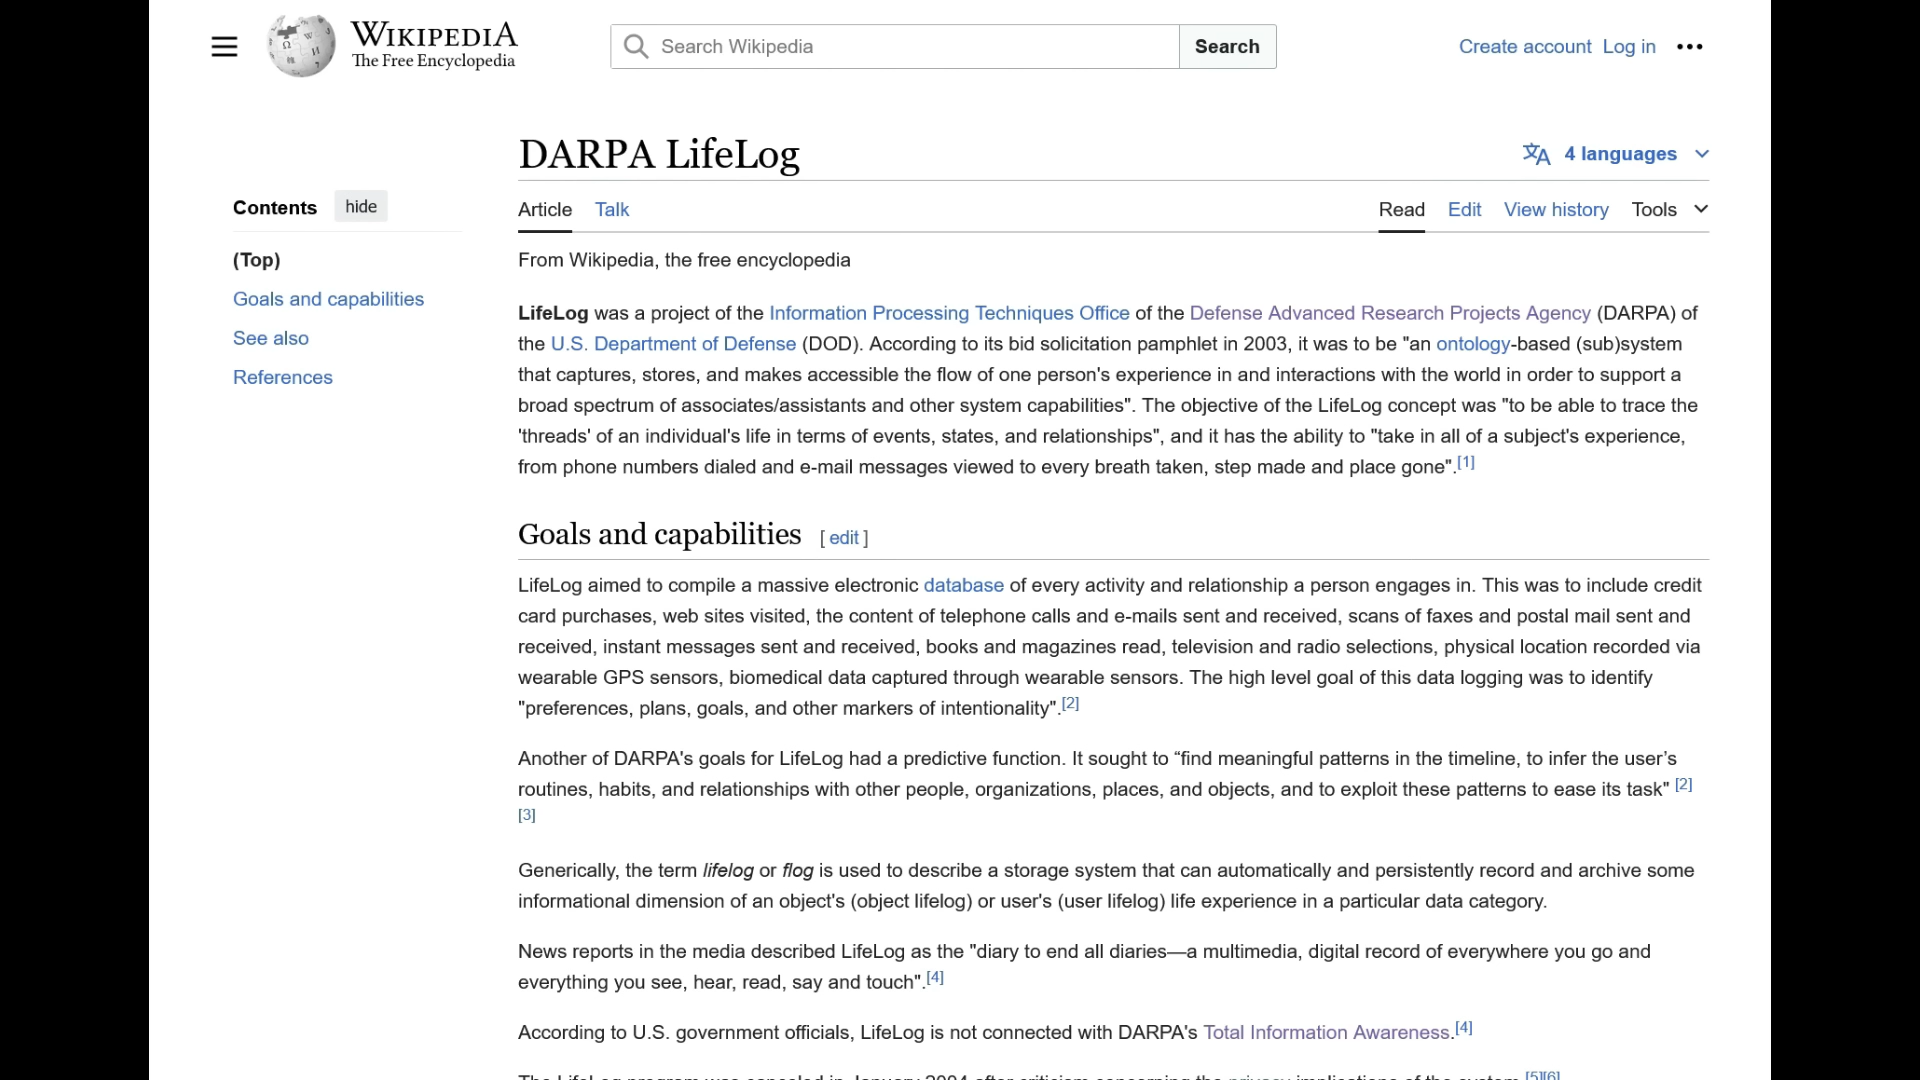 WIKIPEDIA
The Free Encyclopedia
Search Wikipedia
Search
Create account Log in
DARPA LifeLog
4 languages
Contents hide
(Top)
Goals and capabilities
See also
References
Article Talk
Read Edit View history Tools
From Wikipedia, the free encyclopedia
LifeLog was a project of the Information Processing Techniques Office of the Defense Advanced Research Projects Agency (DARPA) of
the U.S. Department of Defense (DOD). According to its bid solicitation pamphlet in 2003, it was to be "an ontology-based (sub)system
that captures, stores, and makes accessible the flow of one person's experience in and interactions with the world in order to support a
broad spectrum of associates/assistants and other system capabilities". The objective of the LifeLog concept was "to be able to trace the
'threads' of an individual's life in terms of events, states, and relationships", and it has the ability to "take in all of a subject's experience,
from phone numbers dialed and e-mail messages viewed to every breath taken, step made and place gone".[1]
Goals and capabilities [ edit ]
LifeLog aimed to compile a massive electronic database of every activity and relationship a person engages in. This was to include credit
card purchases, web sites visited, the content of telephone calls and e-mails sent and received, scans of faxes and postal mail sent and
received, instant messages sent and received, books and magazines read, television and radio selections, physical location recorded via
wearable GPS sensors, biomedical data captured through wearable sensors. The high level goal of this data logging was to identify
"preferences, plans, goals, and other markers of intentionality".[2]
Another of DARPA's goals for LifeLog had a predictive function. It sought to “find meaningful patterns in the timeline, to infer the user’s
routines, habits, and relationships with other people, organizations, places, and objects, and to exploit these patterns to ease its task" [2]
[3]
Generically, the term lifelog or flog is used to describe a storage system that can automatically and persistently record and archive some
informational dimension of an object's (object lifelog) or user's (user lifelog) life experience in a particular data category.
News reports in the media described LifeLog as the "diary to end all diaries—a multimedia, digital record of everywhere you go and
everything you see, hear, read, say and touch".[4]
According to U.S. government officials, LifeLog is not connected with DARPA's Total Information Awareness.[4]
The LifeLog program was canceled in January 2004 after criticism concerning the privacy implications of the system.[5][6]